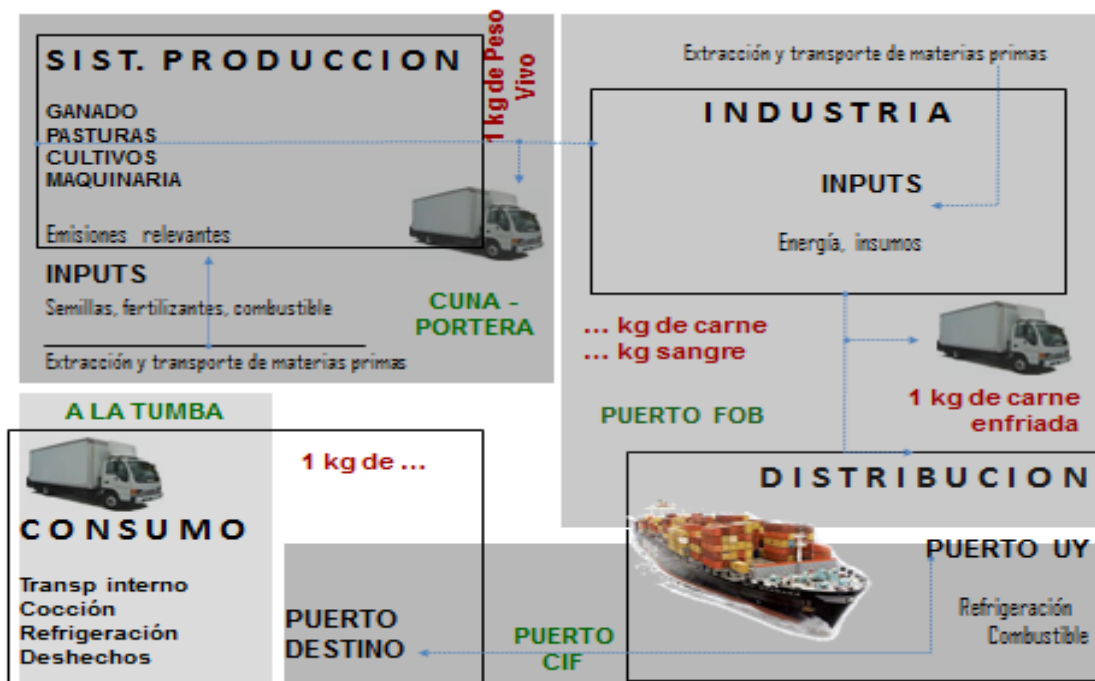 SIST. PRODUCCION
GANADO
PASTURAS
CULTIVOS
MAQUINARIA
Emisiones relevantes
INPUTS
Semillas, fertilizantes, combustible
Extracción y transporte de materias primas
1 kg de Peso
Vivo
CUNA -
PORTERA
Extracción y transporte de materias primas
INDUSTRIA
INPUTS
Energía, insumos
... kg de carne
... kg sangre
PUERTO FOB
1 kg de carne
enfriada
DISTRIBUCION
PUERTO UY
Refrigeración
Combustible
PUERTO
CIF
PUERTO
DESTINO
1 kg de ...
A LA TUMBA
CONSUMO
Transp interno
Cocción
Refrigeración
Deshechos